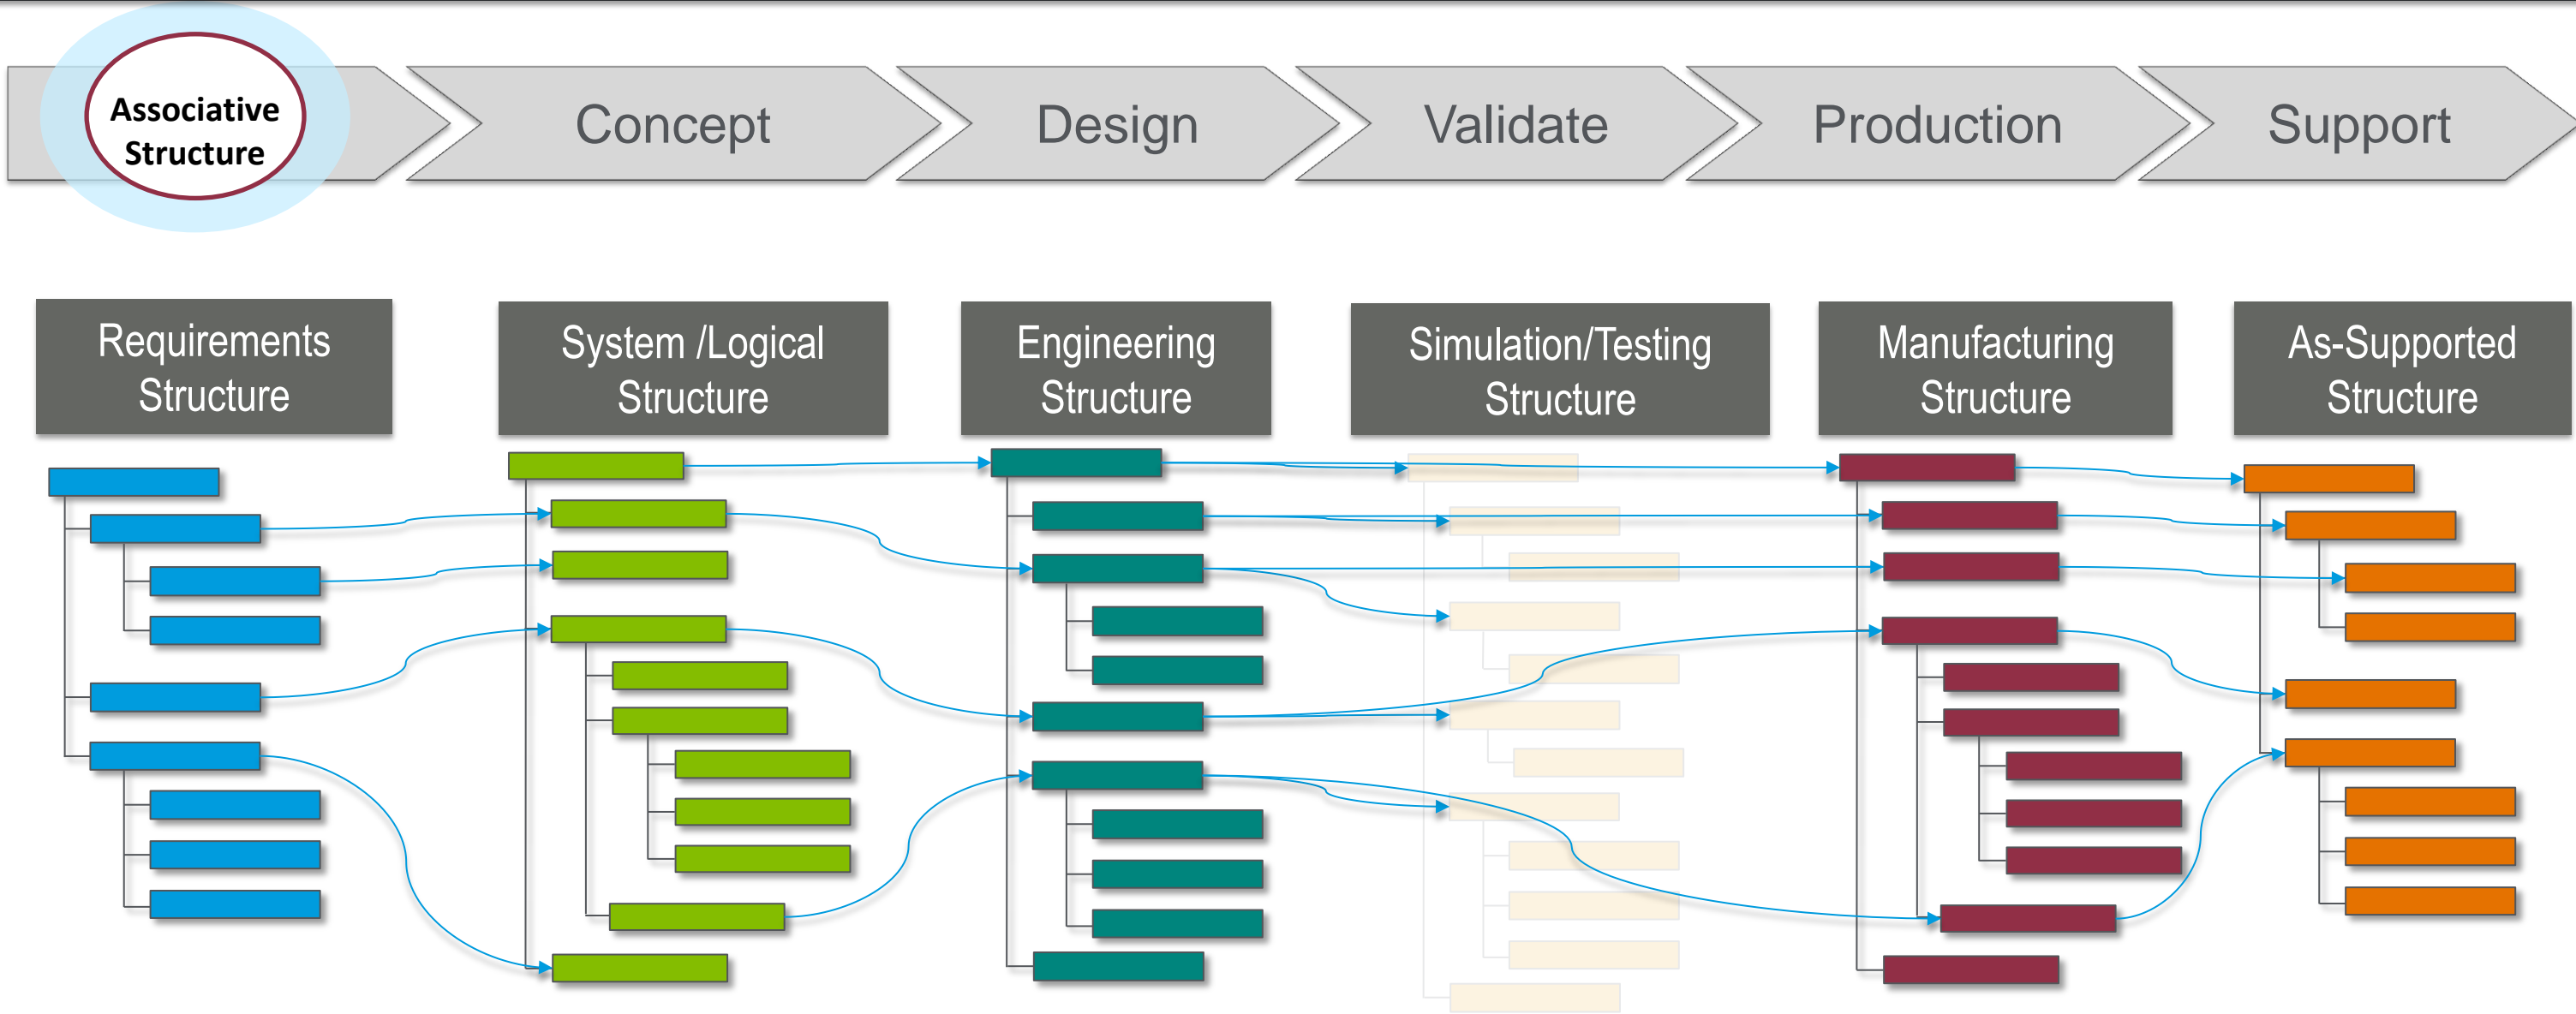 Associative
Structure
Concept
Design
Validate
Production
Support
Requirements
Structure
System /Logical
Structure
Engineering
Structure
Simulation/Testing
Structure
Manufacturing
Structure
As-Supported
Structure